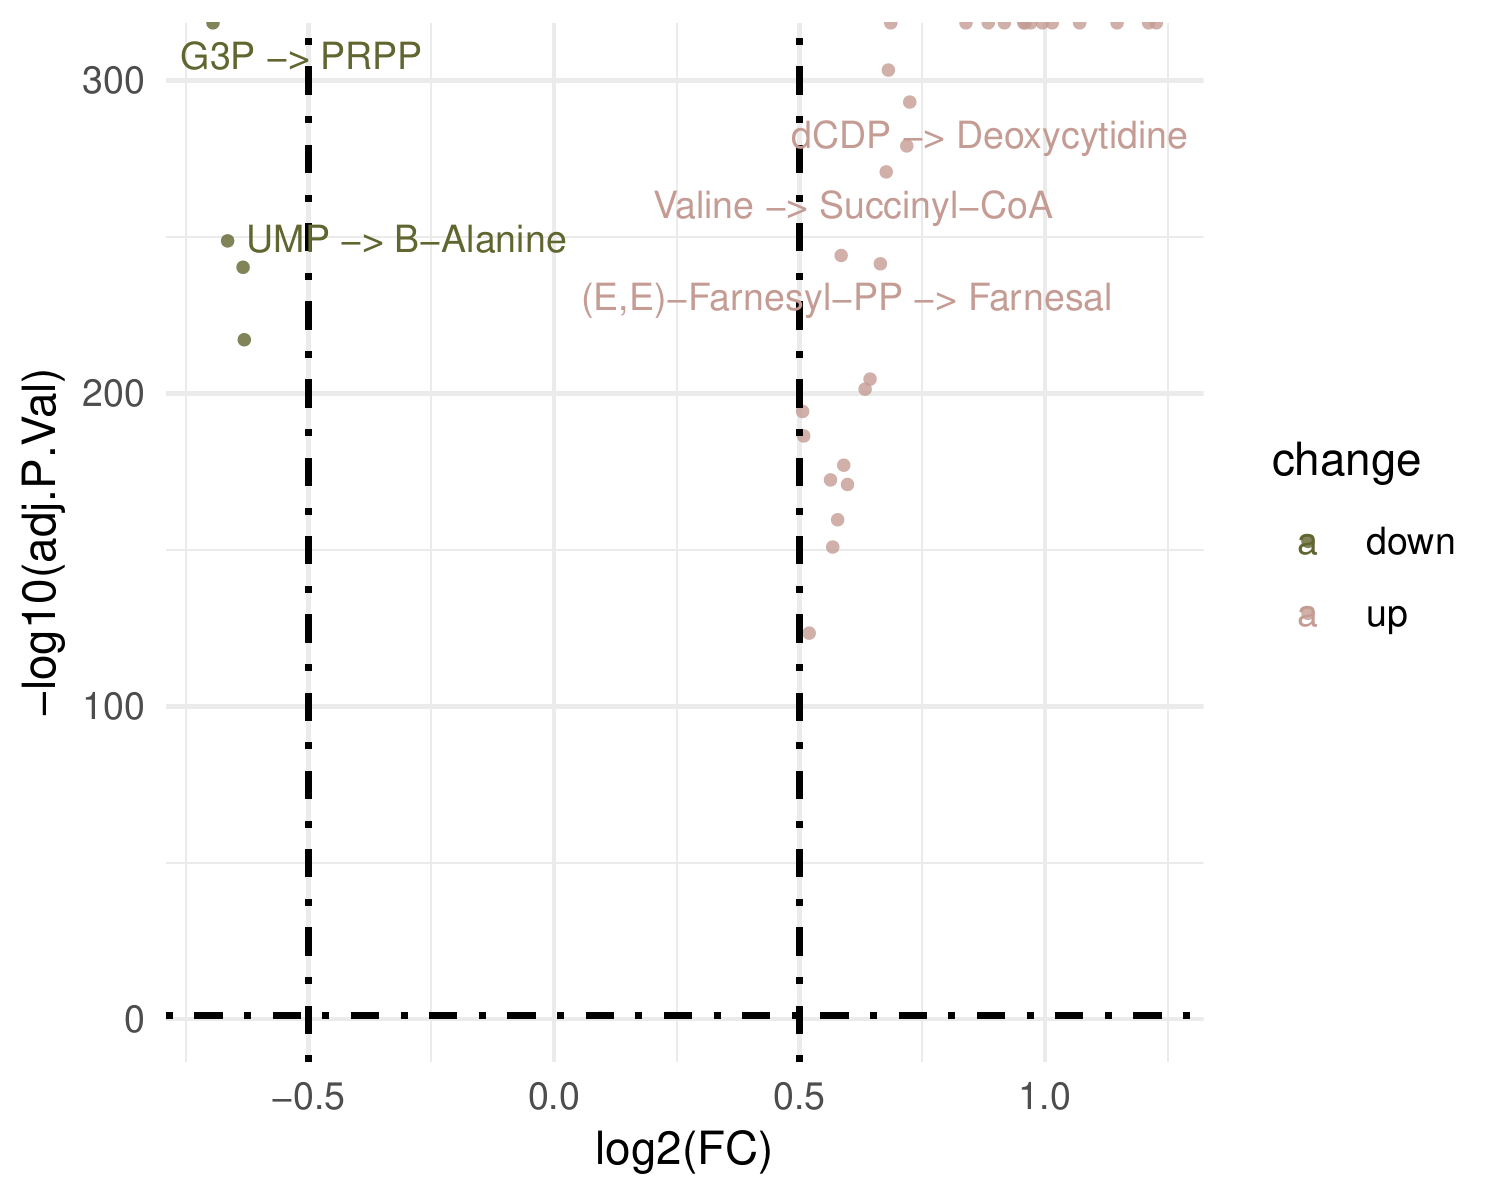 G3P −> PRPP
300
dCDP −> Deoxycytidine
Valine −> Succinyl−CoA
UMP −> B−Alanine
(E,E)−Farnesyl−PP −> Farnesal
200
−log10(adj.P.Val)
100
0
−0.5
0.0
0.5
1.0
log2(FC)
change
a down
a up